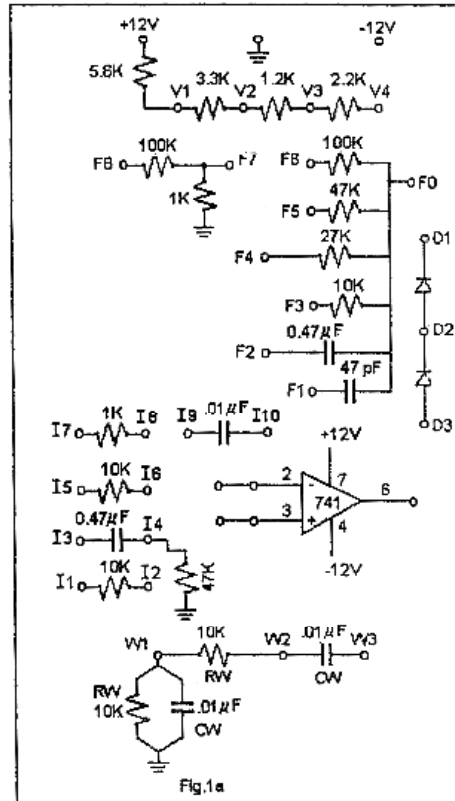 +12V -12V
5.6K
V1 3.3K V2 1.2K V3 2.2K V4
F8 100K F7
1K
F8 100K F0
F5 47K
F4 27K
F3 10K
F2 0.47µF
F1 47 pF
D1
D2
D3
I7 1K I8
I9 .01µF I10
I5 10K I6
I3 0.47µF I4
47K
I1 10K I2
+12V
2 7
741 6
3 + 4
-12V
W1 10K W2 .01µF W3
RW CW
RW
10K
.01µF
CW
Fig.1a